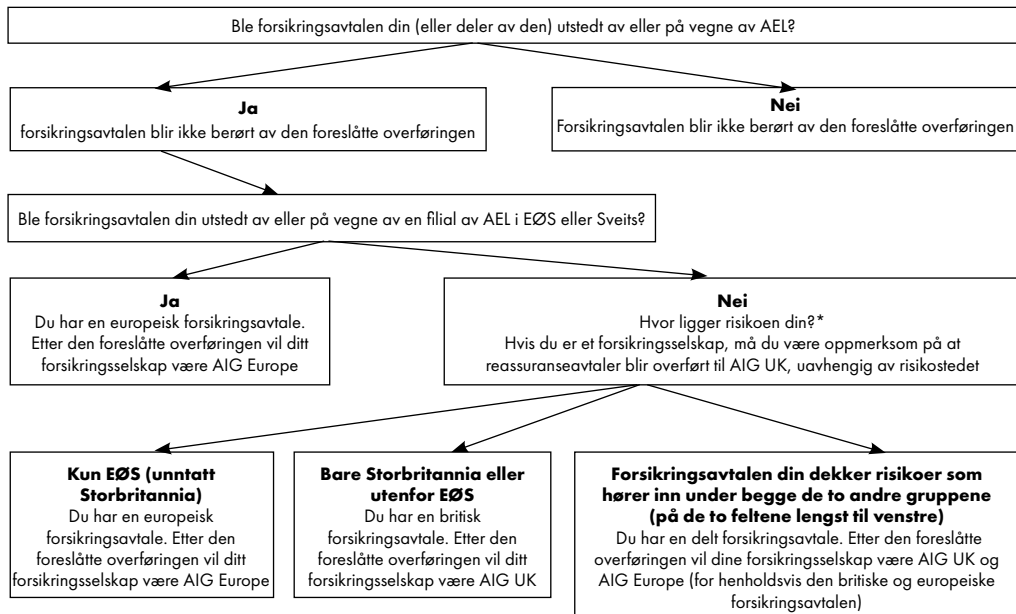 Ble forsikringsavtalen din (eller deler av den) utstedt av eller på vegne av AEL?
Ja
forsikringsavtalen blir ikke berørt av den foreslåtte overføringen
Nei
Forsikringsavtalen blir ikke berørt av den foreslåtte overføringen
Ble forsikringsavtalen din utstedt av eller på vegne av en filial av AEL i EØS eller Sveits?
Ja
Du har en europeisk forsikringsavtale.
Etter den foreslåtte overføringen vil ditt
forsikringsselskap være AIG Europe
Nei
Hvor ligger risikoen din?*
Hvis du er et forsikringsselskap, må du være oppmerksom på at
reassuranseavtaler blir overført til AIG UK, uavhengig av risikostedet
Kun EØS (unntatt
Storbritannia)
Du har en europeisk
forsikringsavtale. Etter den
foreslåtte overføringen vil ditt
forsikringsselskap være AIG Europe
Bare Storbritannia eller
utenfor EØS
Du har en britisk
forsikringsavtale. Etter den
foreslåtte overføringen vil ditt
forsikringsselskap være AIG UK
Forsikringsavtalen din dekker risikoer som
hører inn under begge de to andre gruppene
(på de to feltene lengst til venstre)
Du har en delt forsikringsavtale. Etter den foreslåtte
overføringen vil dine forsikringsselskap være AIG UK og
AIG Europe (for henholdsvis den britiske og europeiske
forsikringsavtalen)